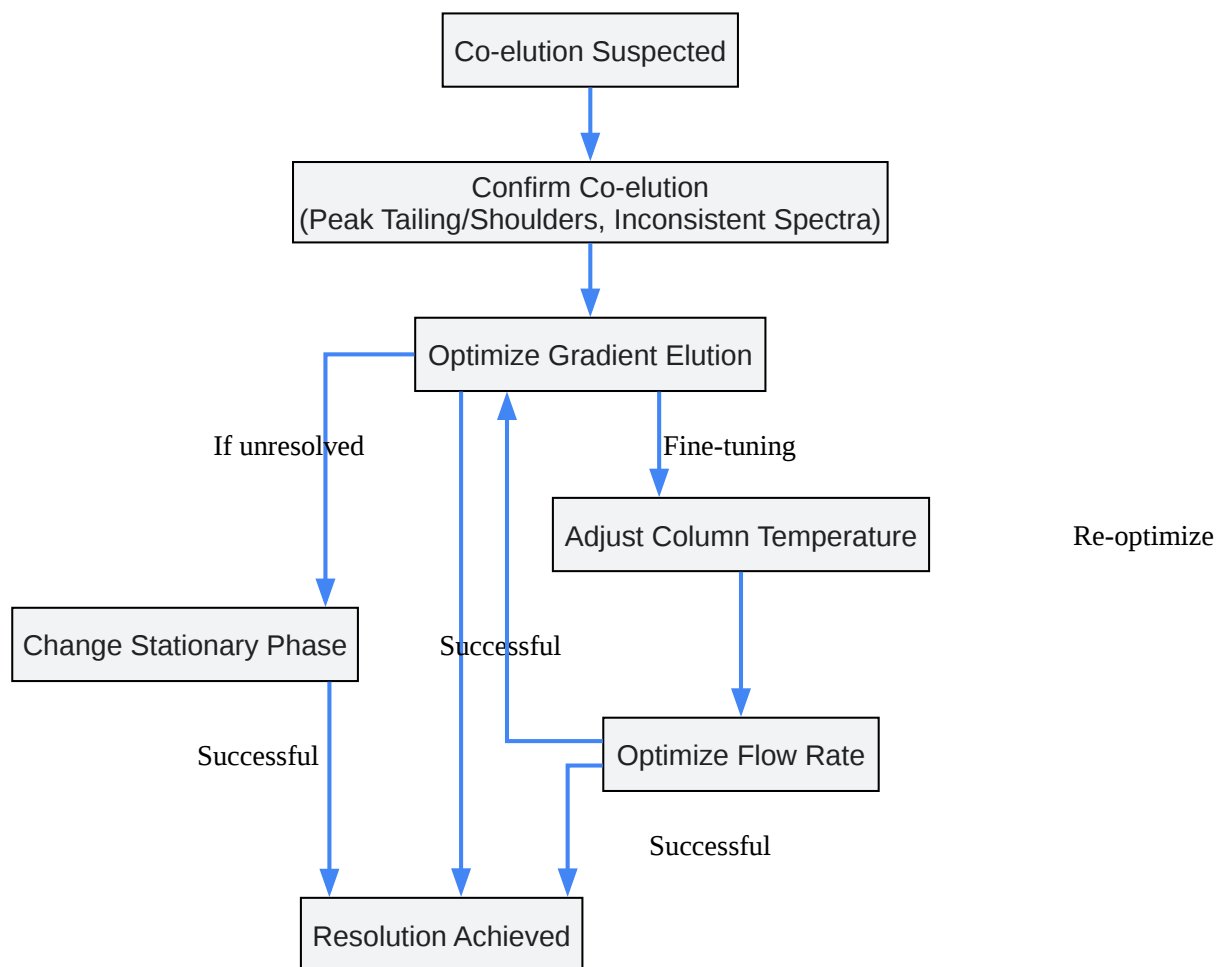 Co-elution Suspected
Confirm Co-elution
(Peak Tailing/Shoulders, Inconsistent Spectra)
Optimize Gradient Elution
If unresolved
Fine-tuning
Adjust Column Temperature
Re-optimize
Change Stationary Phase
Successful
Successful
Optimize Flow Rate
Successful
Resolution Achieved